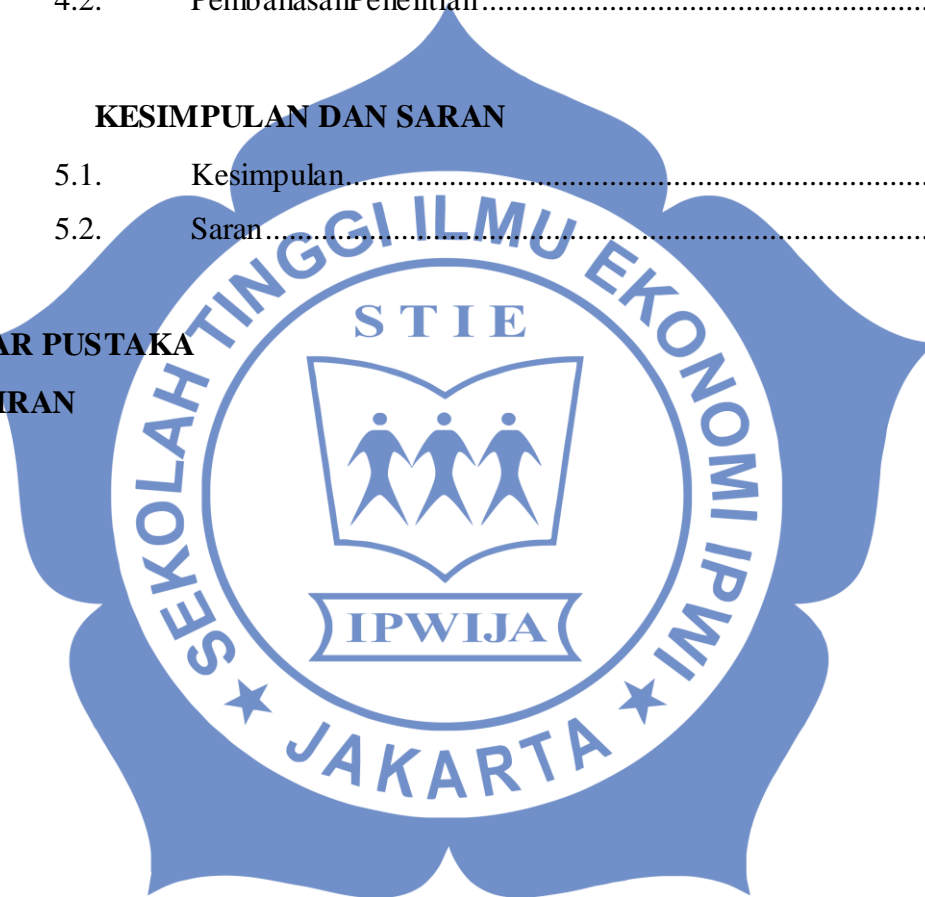 4.2. PembahasanPenelitian
KESIMPULAN DAN SARAN
5.1. Kesimpulan
5.2. Saran
AR PUSTAKA
IRAN
SEKOLAH TINGGI ILMU EKONOMI IPWI
STIE
IPWIJA
JAKARTA